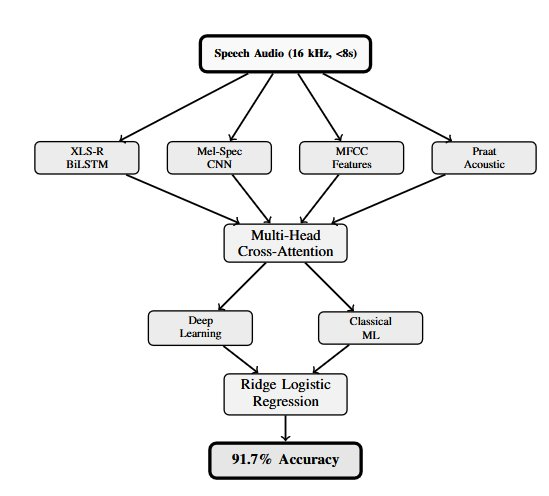 Speech Audio (16 kHz, <8s)
XLS-R
BiLSTM
Mel-Spec
CNN
MFCC
Features
Praat
Acoustic
Multi-Head
Cross-Attention
Deep
Learning
Classical
ML
Ridge Logistic
Regression
91.7% Accuracy